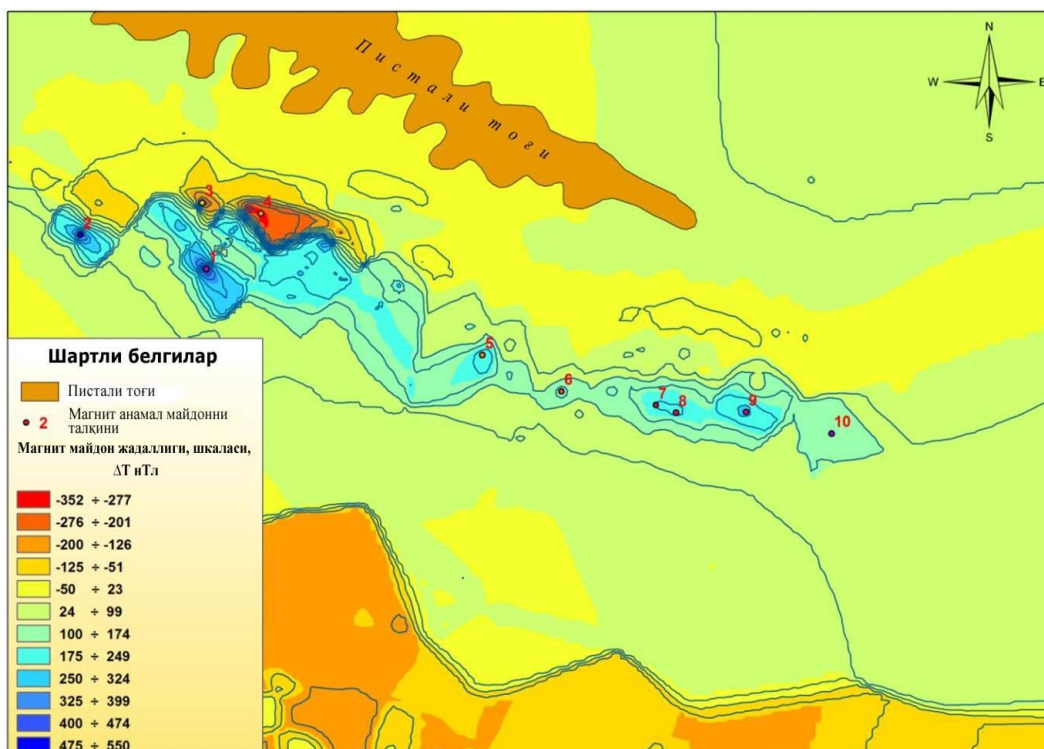 N
W
E
S
Пистали тоғи
3
4
2
1
5
6
7
8
9
10
Шартли белгилар
Пистали тоғи
2 Магнит анамал майдонни
талқини
Магнит майдон жадаллиги, шкаласи,
ΔТ нТл
-352 ÷ -277
-276 ÷ -201
-200 ÷ -126
-125 ÷ -51
-50 ÷ 23
24 ÷ 99
100 ÷ 174
175 ÷ 249
250 ÷ 324
325 ÷ 399
400 ÷ 474
475 ÷ 550